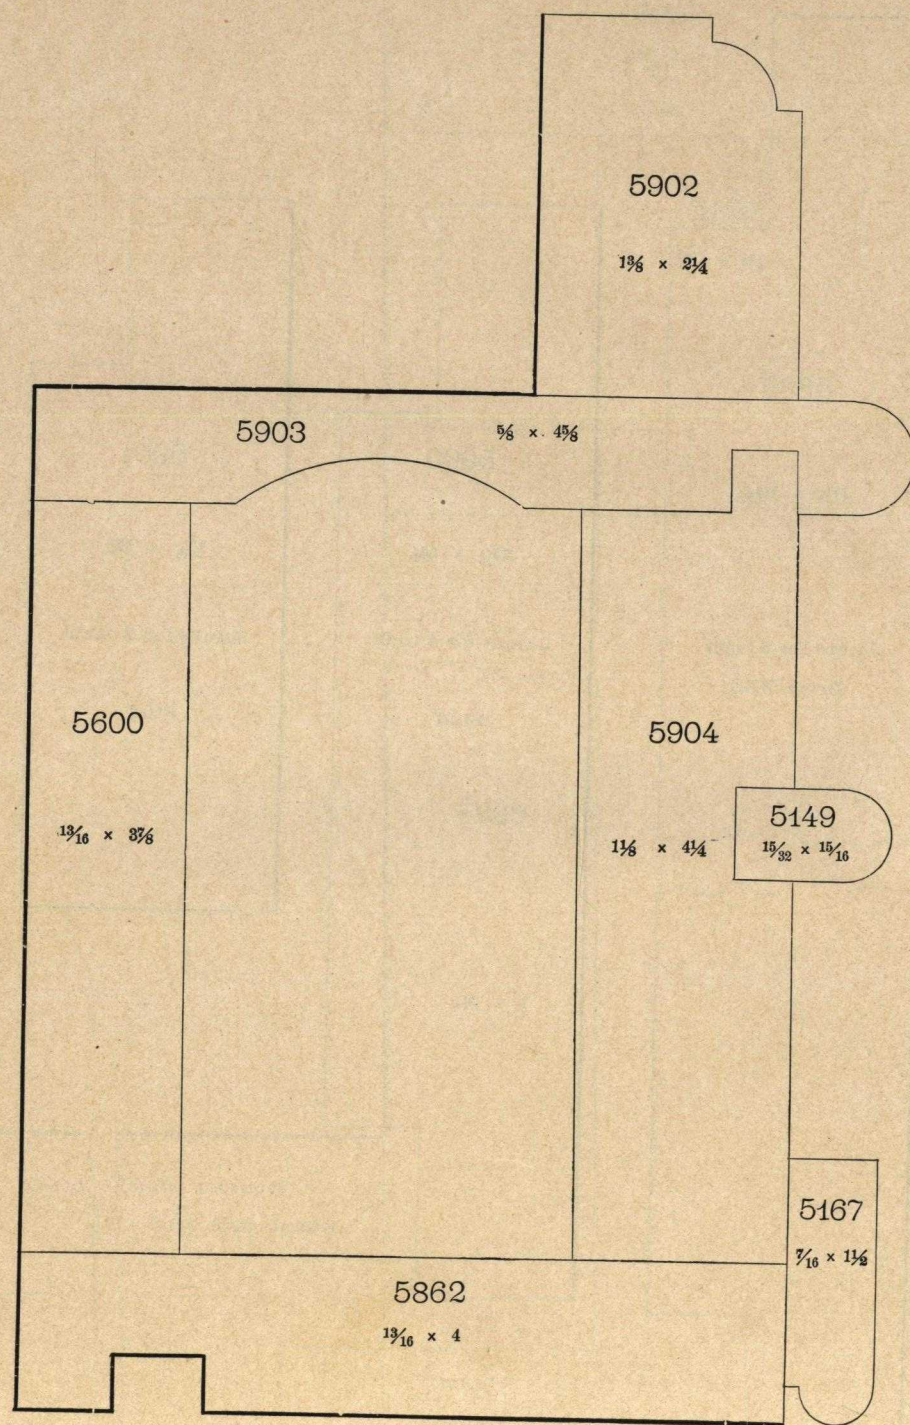 5902
1⅜ × 2¼
5903
⅝ × 4⅝
5600
13/16 × 3⅞
5904
1⅛ × 4¼
5149
15/32 × 15/16
5167
7/16 × 1½
5862
13/16 × 4